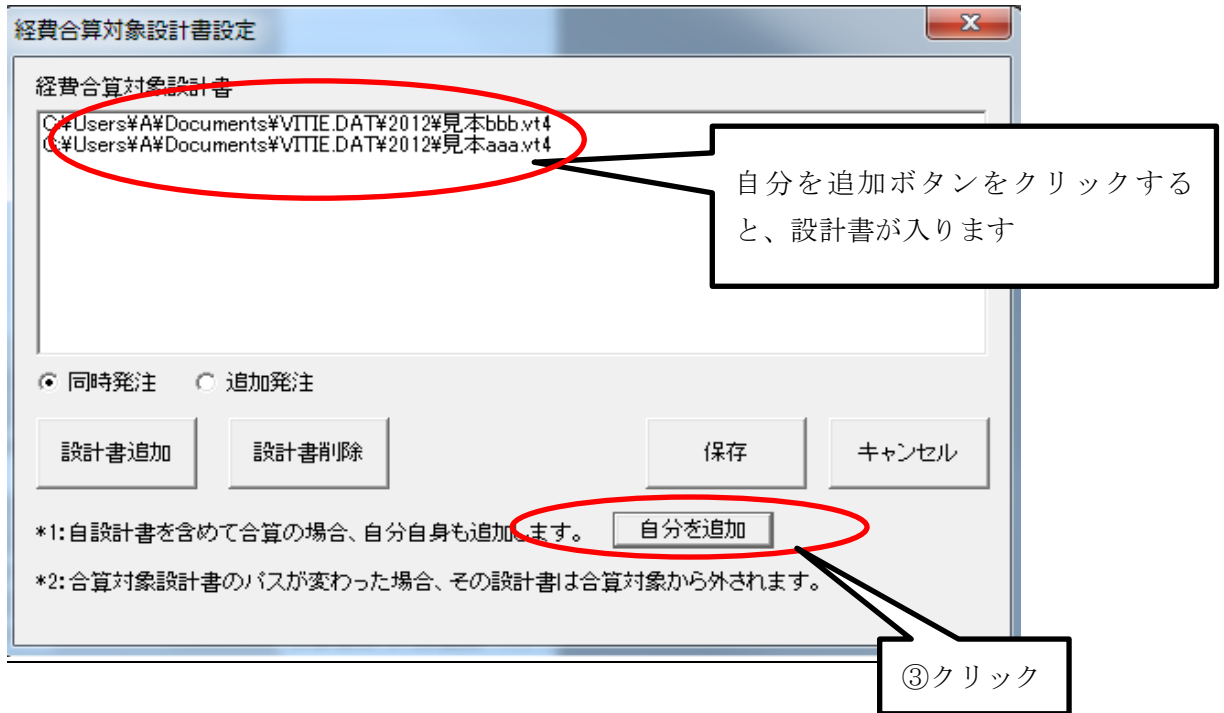 経費合算対象設計書設定
経費合算対象設計書
C:¥Users¥A¥Documents¥VITIE.DAT¥2012¥見本bbb.vt4
C:¥Users¥A¥Documents¥VITIE.DAT¥2012¥見本aaa.vt4
自分を追加ボタンをクリックする
と、設計書が入ります
同時発注 追加発注
設計書追加 設計書削除 保存 キャンセル
*1:自設計書を含めて合算の場合、自分自身も追加します。 自分を追加
*2:合算対象設計書のパスが変わった場合、その設計書は合算対象から外されます。
③クリック